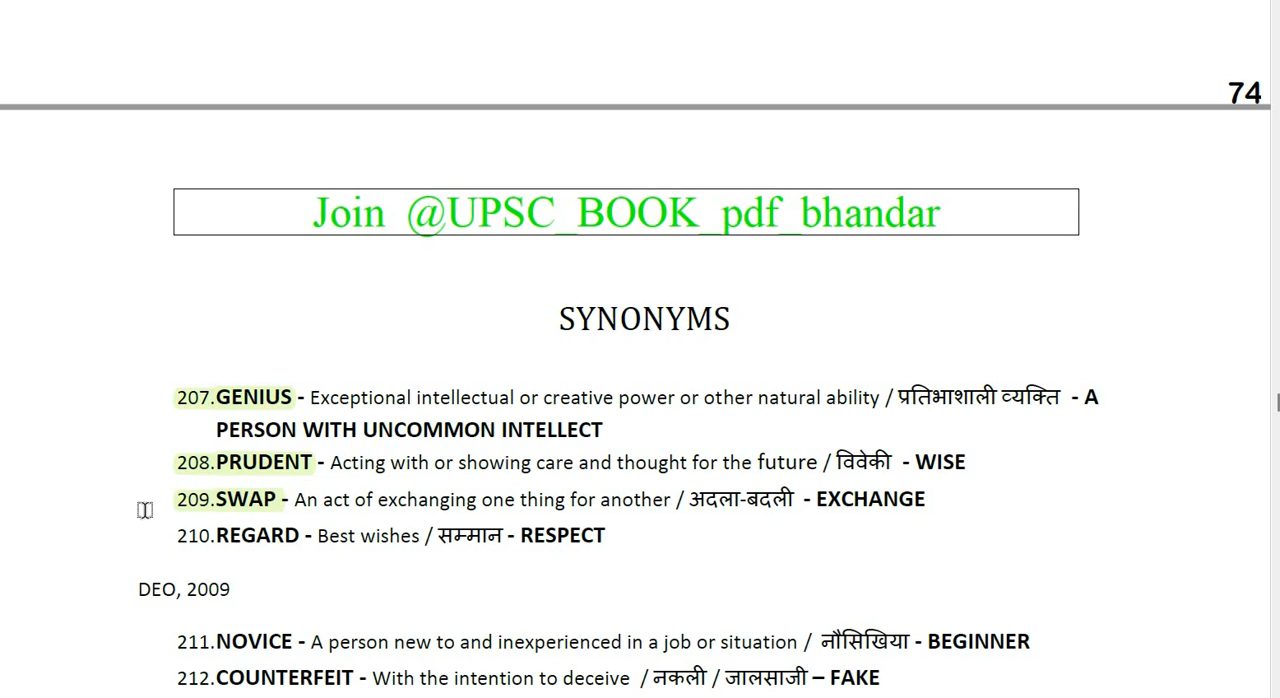 74
Join @UPSC_BOOK_pdf_bhandar
SYNONYMS
207.GENIUS - Exceptional intellectual or creative power or other natural ability / प्रतिभाशाली व्यक्ति - A
PERSON WITH UNCOMMON INTELLECT
208.PRUDENT - Acting with or showing care and thought for the future / विवेकी - WISE
209.SWAP - An act of exchanging one thing for another / अदला-बदली - EXCHANGE
210.REGARD - Best wishes / सम्मान - RESPECT
DEO, 2009
211.NOVICE - A person new to and inexperienced in a job or situation / नौसिखिया - BEGINNER
212.COUNTERFEIT - With the intention to deceive / नकली / जालसाजी – FAKE